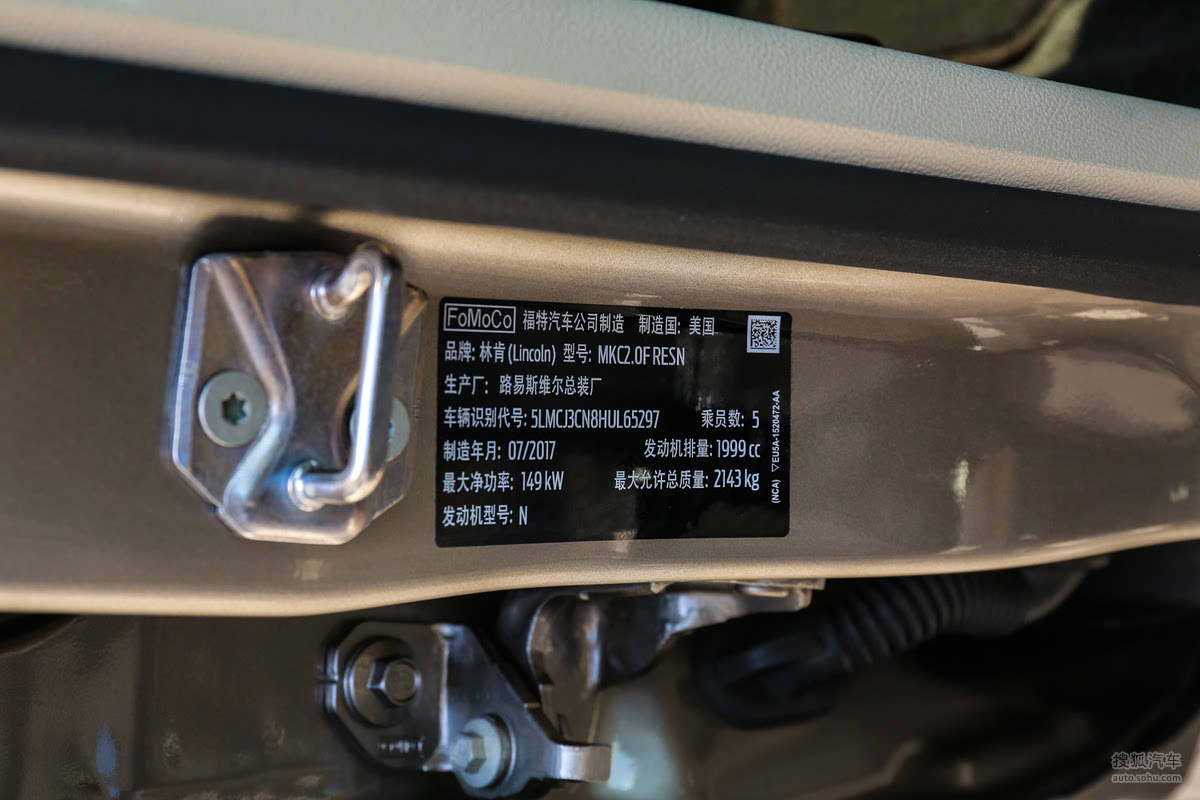 FoMoCo 福特汽车公司制造 制造国: 美国
品牌: 林肯(Lincoln) 型号: MKC2.0F RESN
生产厂: 路易斯维尔总装厂
车辆识别代号: 5LMCJ3CN8HUL65297 乘员数: 5
制造年月: 07/2017 发动机排量: 1999 cc
最大净功率: 149 kW 最大允许总质量: 2143 kg
发动机型号: N
(NCA) ▽EU5A-1520472-AA
搜狐汽车
auto.sohu.com